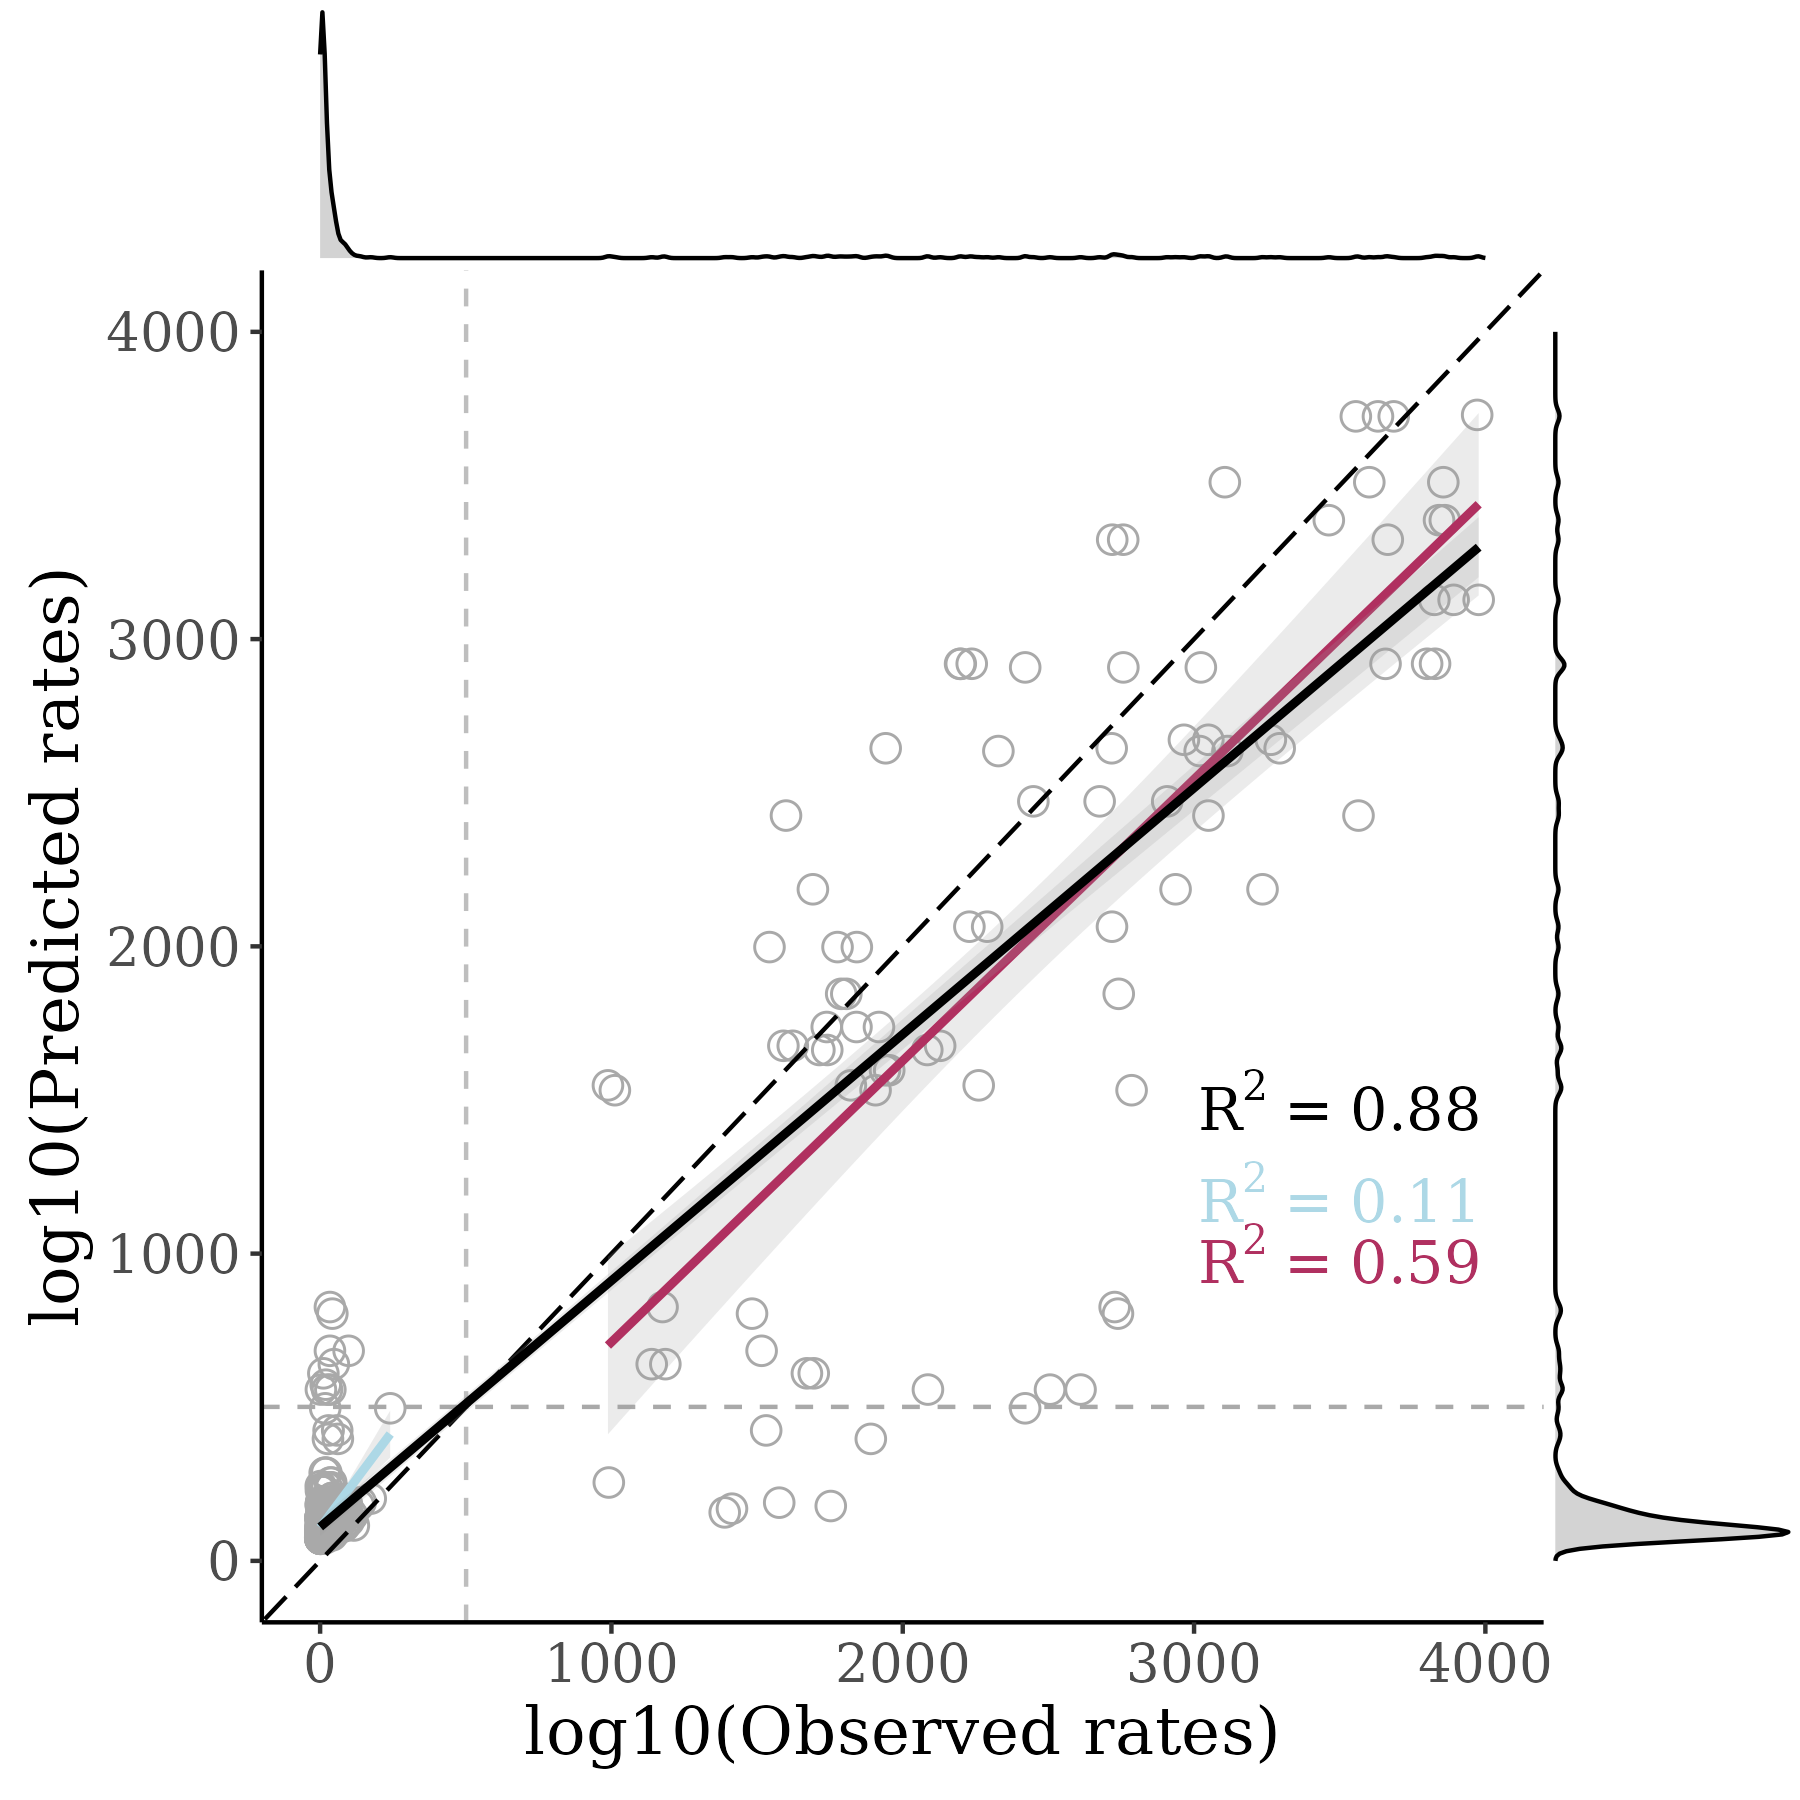 log10(Predicted rates)
4000
3000
2000
1000
0
R² = 0.88
R² = 0.11
R² = 0.59
0 1000 2000 3000 4000
log10(Observed rates)